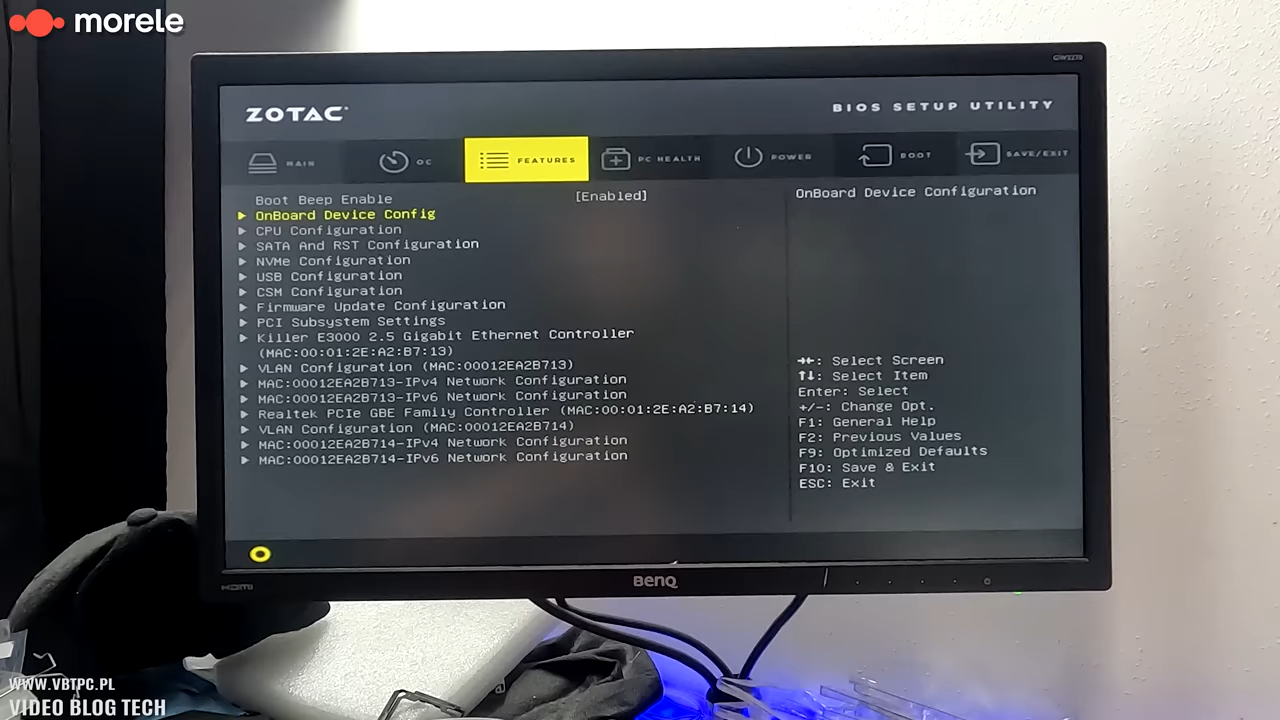 morele
GW2270
ZOTAC
BIOS SETUP UTILITY
MAIN
OC
FEATURES
PC HEALTH
POWER
BOOT
SAVE/EXIT
Boot Beep Enable [Enabled]
OnBoard Device Config
CPU Configuration
SATA And RST Configuration
NVMe Configuration
USB Configuration
CSM Configuration
Firmware Update Configuration
PCI Subsystem Settings
Killer E3000 2.5 Gigabit Ethernet Controller
(MAC:00:01:2E:A2:B7:13)
VLAN Configuration (MAC:00012EA2B713)
MAC:00012EA2B713-IPv4 Network Configuration
MAC:00012EA2B713-IPv6 Network Configuration
Realtek PCIe GBE Family Controller (MAC:00:01:2E:A2:B7:14)
VLAN Configuration (MAC:00012EA2B714)
MAC:00012EA2B714-IPv4 Network Configuration
MAC:00012EA2B714-IPv6 Network Configuration
OnBoard Device Configuration
→←: Select Screen
↑↓: Select Item
Enter: Select
+/-: Change Opt.
F1: General Help
F2: Previous Values
F9: Optimized Defaults
F10: Save & Exit
ESC: Exit
HDMI
BenQ
WWW.VBTPC.PL
VIDEO BLOG TECH